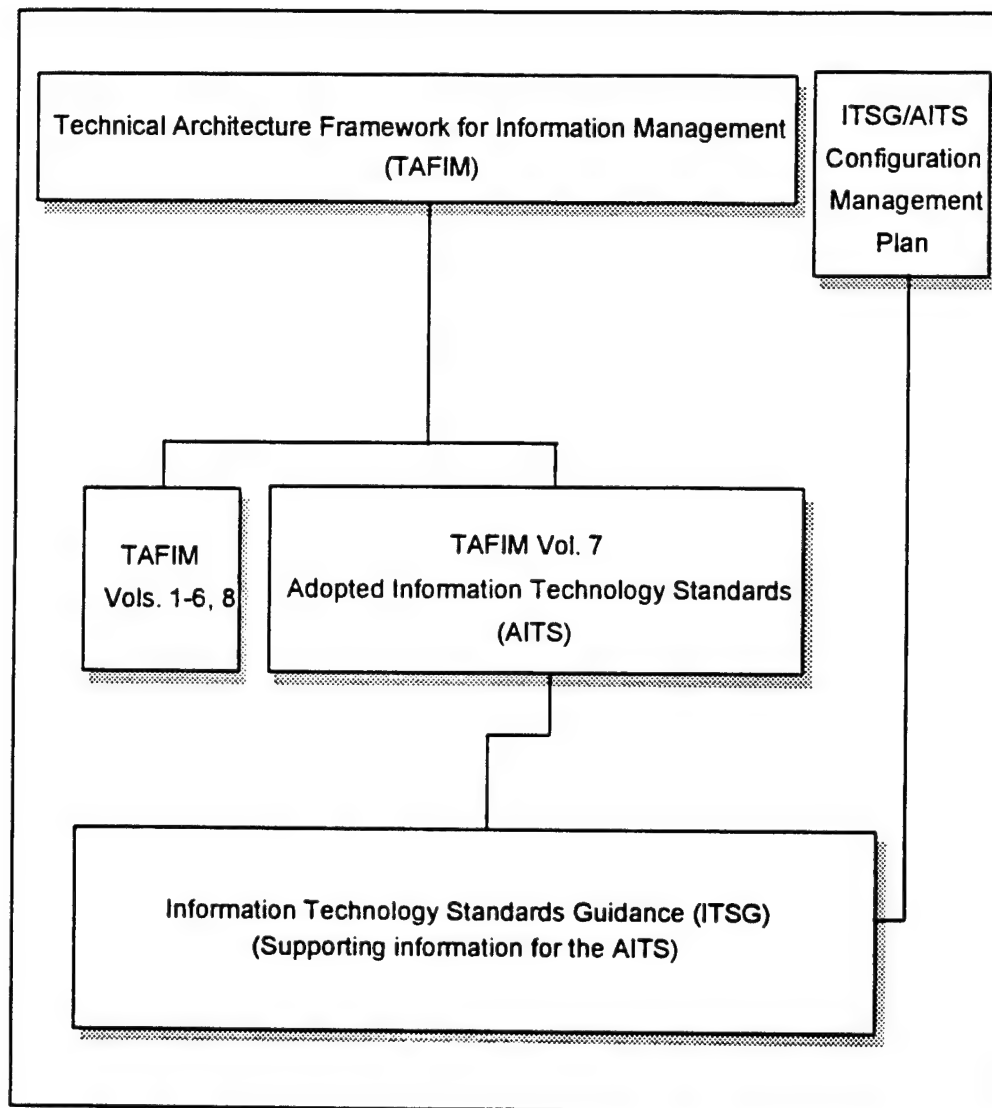 Technical Architecture Framework for Information Management
(TAFIM)
ITSG/AITS
Configuration
Management
Plan
TAFIM
Vols. 1-6, 8
TAFIM Vol. 7
Adopted Information Technology Standards
(AITS)
Information Technology Standards Guidance (ITSG)
(Supporting information for the AITS)